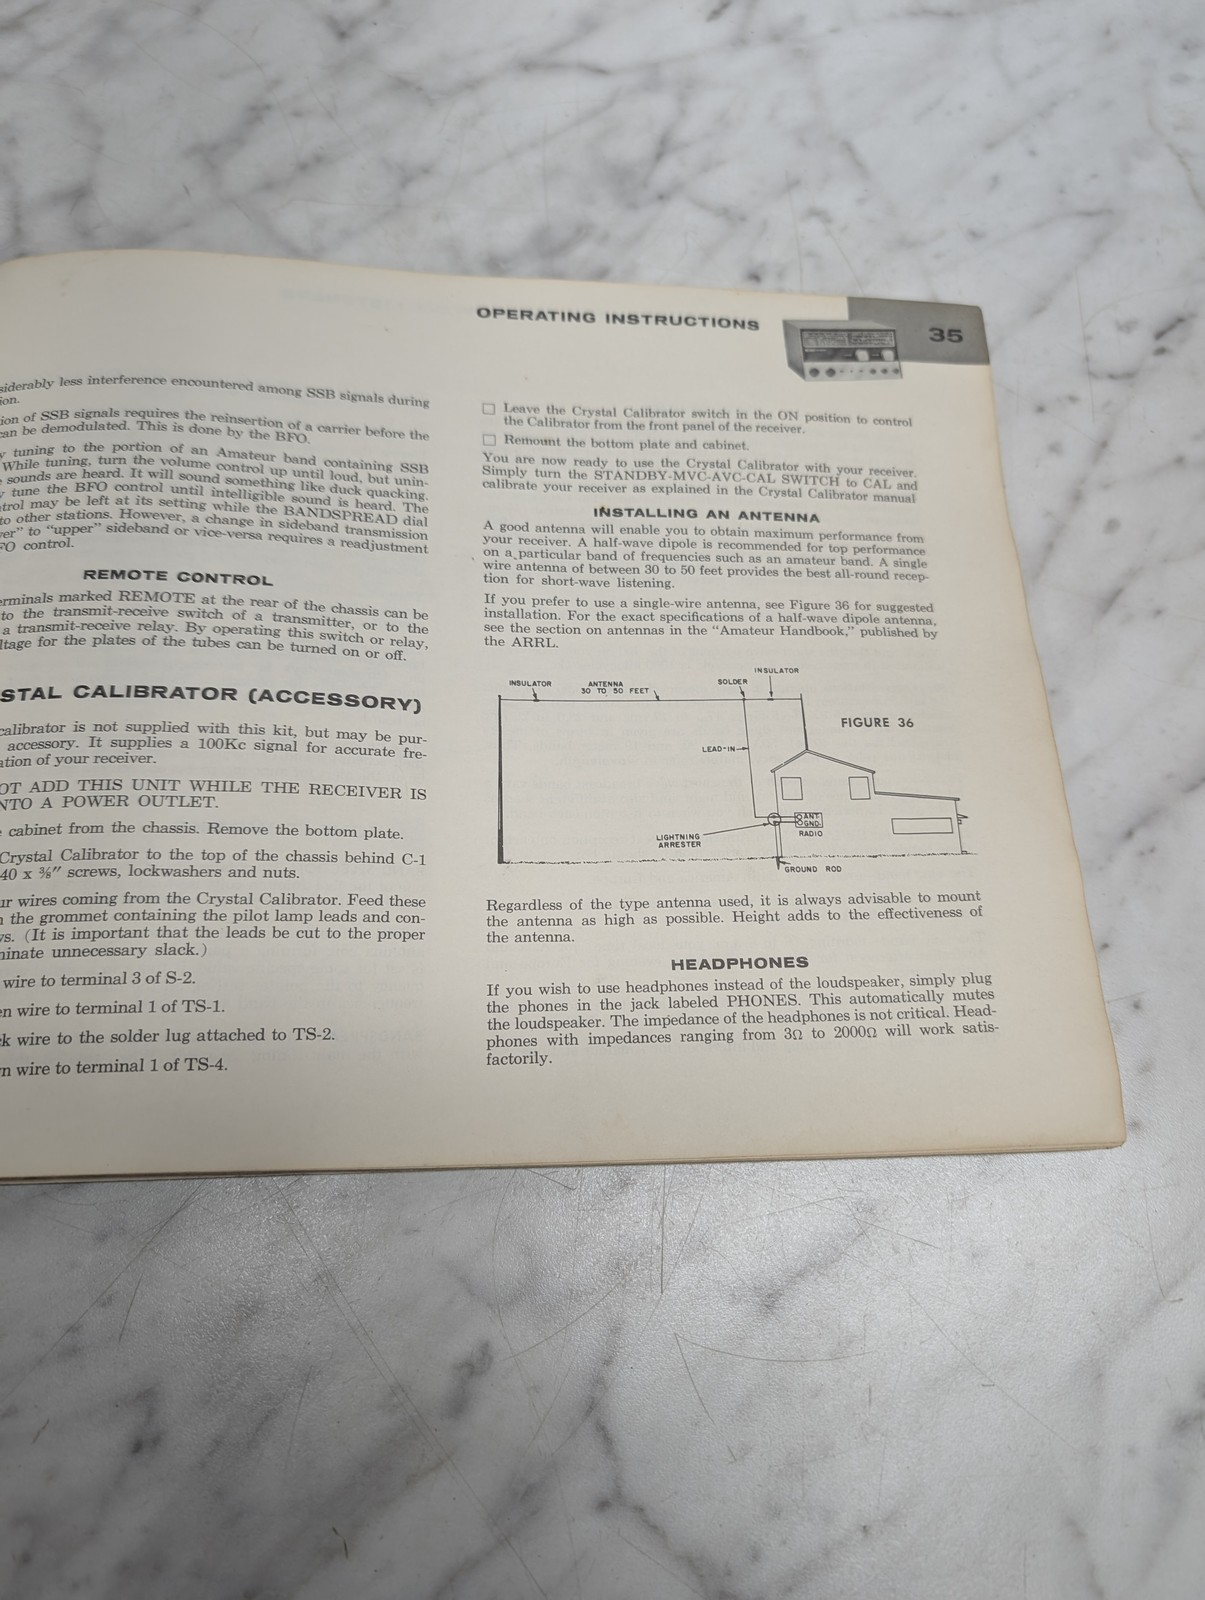 OPERATING INSTRUCTIONS
35
less interference encountered among SSB signals during
of SSB signals requires the reinsertion of a carrier before the
can be demodulated. This is done by the BFO.
tuning to the portion of an Amateur band containing SSB
While tuning, turn the volume control up until loud, but unin-
sounds are heard. It will sound something like duck quacking.
tune the BFO control until intelligible sound is heard. The
may be left at its setting while the BANDSPREAD dial
to other stations. However, a change in sideband transmission
to "upper" sideband or vice-versa requires a readjustment
control.
REMOTE CONTROL
marked REMOTE at the rear of the chassis can be
to the transmit-receive switch of a transmitter, or to the
a transmit-receive relay. By operating this switch or relay,
for the plates of the tubes can be turned on or off.
CALIBRATOR (ACCESSORY)
calibrator is not supplied with this kit, but may be pur-
accessory. It supplies a 100Kc signal for accurate fre-
of your receiver.
ADD THIS UNIT WHILE THE RECEIVER IS
A POWER OUTLET.
cabinet from the chassis. Remove the bottom plate.
Crystal Calibrator to the top of the chassis behind C-1
40 x ⅜" screws, lockwashers and nuts.
wires coming from the Crystal Calibrator. Feed these
the grommet containing the pilot lamp leads and con-
(It is important that the leads be cut to the proper
unnecessary slack.)
wire to terminal 3 of S-2.
wire to terminal 1 of TS-1.
wire to the solder lug attached to TS-2.
wire to terminal 1 of TS-4.
Leave the Crystal Calibrator switch in the ON position to control
the Calibrator from the front panel of the receiver.
Remount the bottom plate and cabinet.
You are now ready to use the Crystal Calibrator with your receiver.
Simply turn the STANDBY-MVC-AVC-CAL SWITCH to CAL and
calibrate your receiver as explained in the Crystal Calibrator manual
INSTALLING AN ANTENNA
A good antenna will enable you to obtain maximum performance from
your receiver. A half-wave dipole is recommended for top performance
on a particular band of frequencies such as an amateur band. A single
wire antenna of between 30 to 50 feet provides the best all-round recep-
tion for short-wave listening.
If you prefer to use a single-wire antenna, see Figure 36 for suggested
installation. For the exact specifications of a half-wave dipole antenna,
see the section on antennas in the "Amateur Handbook," published by
the ARRL.
INSULATOR
ANTENNA
30 TO 50 FEET
SOLDER
INSULATOR
FIGURE 36
LEAD-IN
LIGHTNING
ARRESTER
ANT.
GND.
RADIO
GROUND ROD
Regardless of the type antenna used, it is always advisable to mount
the antenna as high as possible. Height adds to the effectiveness of
the antenna.
HEADPHONES
If you wish to use headphones instead of the loudspeaker, simply plug
the phones in the jack labeled PHONES. This automatically mutes
the loudspeaker. The impedance of the headphones is not critical. Head-
phones with impedances ranging from 3Ω to 2000Ω will work satis-
factorily.